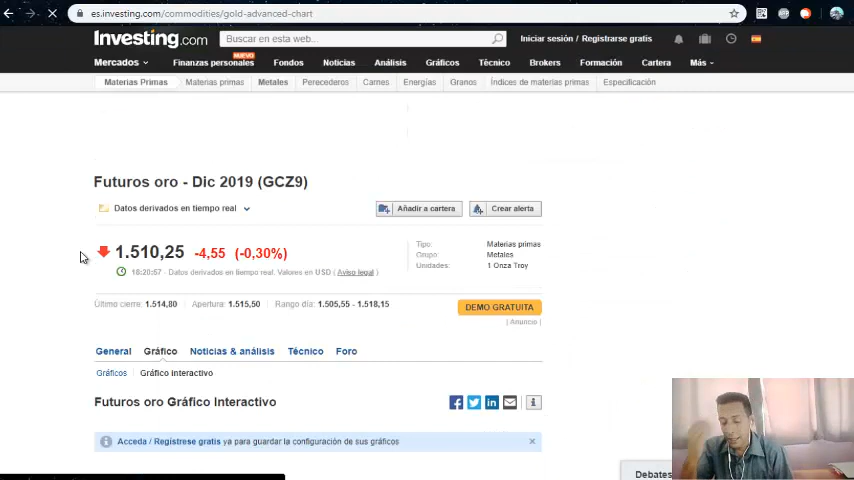 es.investing.com/commodities/gold-advanced-chart
Investing.com
Buscar en esta web...
Iniciar sesión / Registrarse gratis
NUEVO
Mercados Finanzas personales Fondos Noticias Análisis Gráficos Técnico Brokers Formación Cartera Más
Materias Primas Materias primas Metales Perecederos Carnes Energías Granos Índices de materias primas Especificación
Futuros oro - Dic 2019 (GCZ9)
Datos derivados en tiempo real
Añadir a cartera
Crear alerta
1.510,25 -4,55 (-0,30%)
Tipo: Materias primas
Grupo: Metales
Unidades: 1 Onza Troy
18:20:57 - Datos derivados en tiempo real. Valores en USD ( Aviso legal )
Último cierre: 1.514,80 Apertura: 1.515,50 Rango día: 1.505,55 - 1.518,15
DEMO GRATUITA
| Anuncio |
General Gráfico Noticias & análisis Técnico Foro
Gráficos Gráfico interactivo
Futuros oro Gráfico Interactivo
Acceda / Regístrese gratis ya para guardar la configuración de sus gráficos
Debates